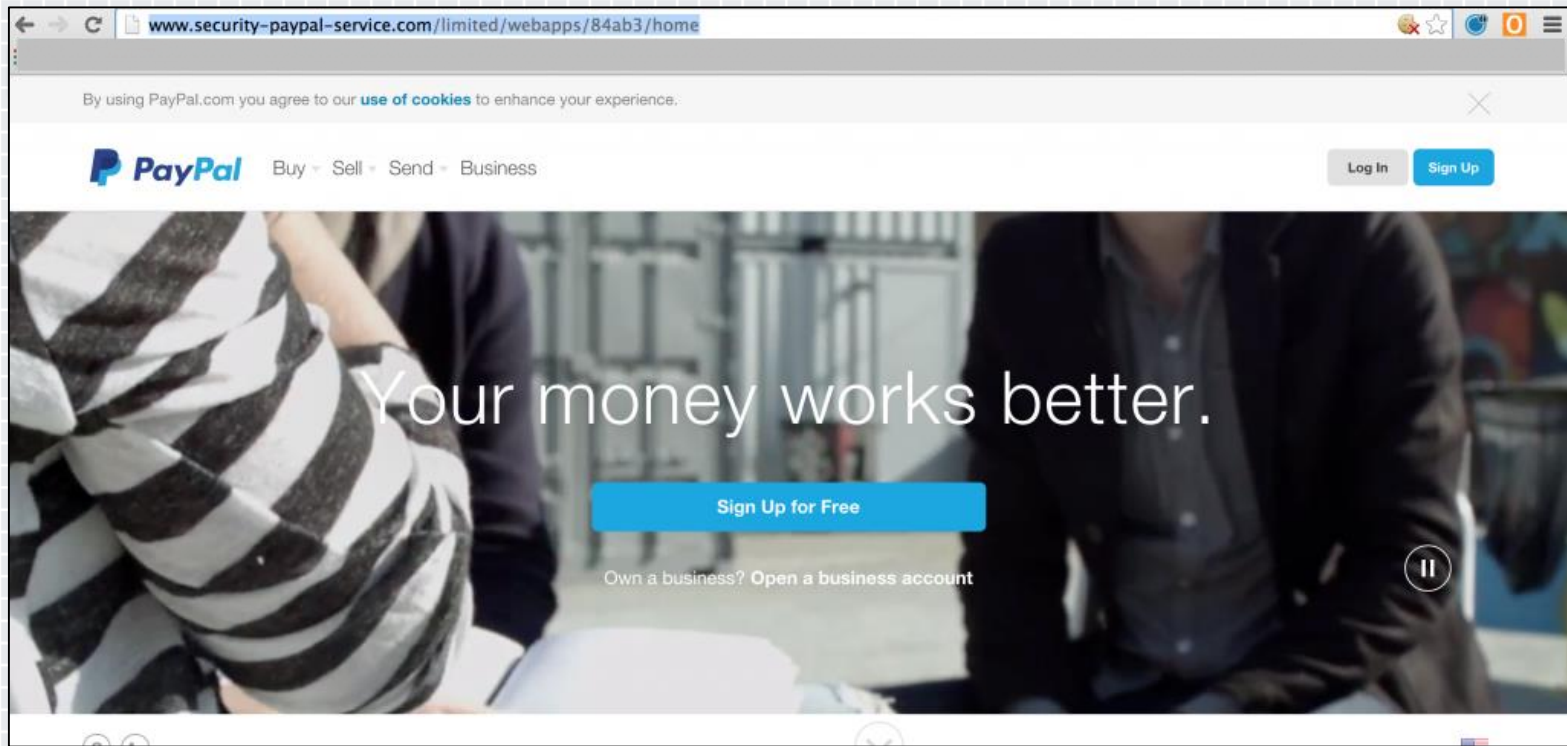 www.security-paypal-service.com/limited/webapps/84ab3/home
By using PayPal.com you agree to our use of cookies to enhance your experience.
PayPal Buy Sell Send Business Log In Sign Up
Your money works better.
Sign Up for Free
Own a business? Open a business account